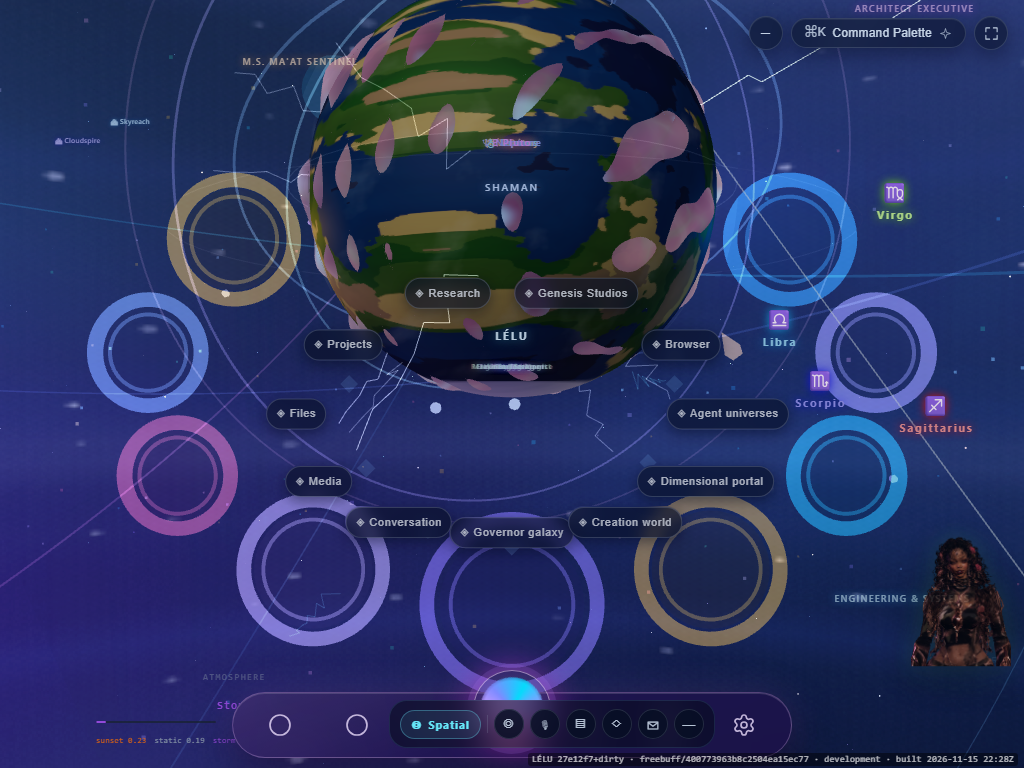 ARCHITECT EXECUTIVE
⌘K Command Palette
M.S. MA'AT SENTINEL
Skyreach
Cloudspire
SHAMAN
Virgo
Research
Genesis Studios
Libra
LÉLU
Projects
Browser
Scorpio
Sagittarius
Files
Agent universes
Media
Dimensional portal
Conversation
Governor galaxy
Creation world
ENGINEERING & S
ATMOSPHERE
Sto
Spatial
sunset 0.23 static 0.19 storm
LÉLU 27e12f7+dirty · freebuff/400773963b8c2504ea15ec77 · development · built 2026-11-15 22:28Z